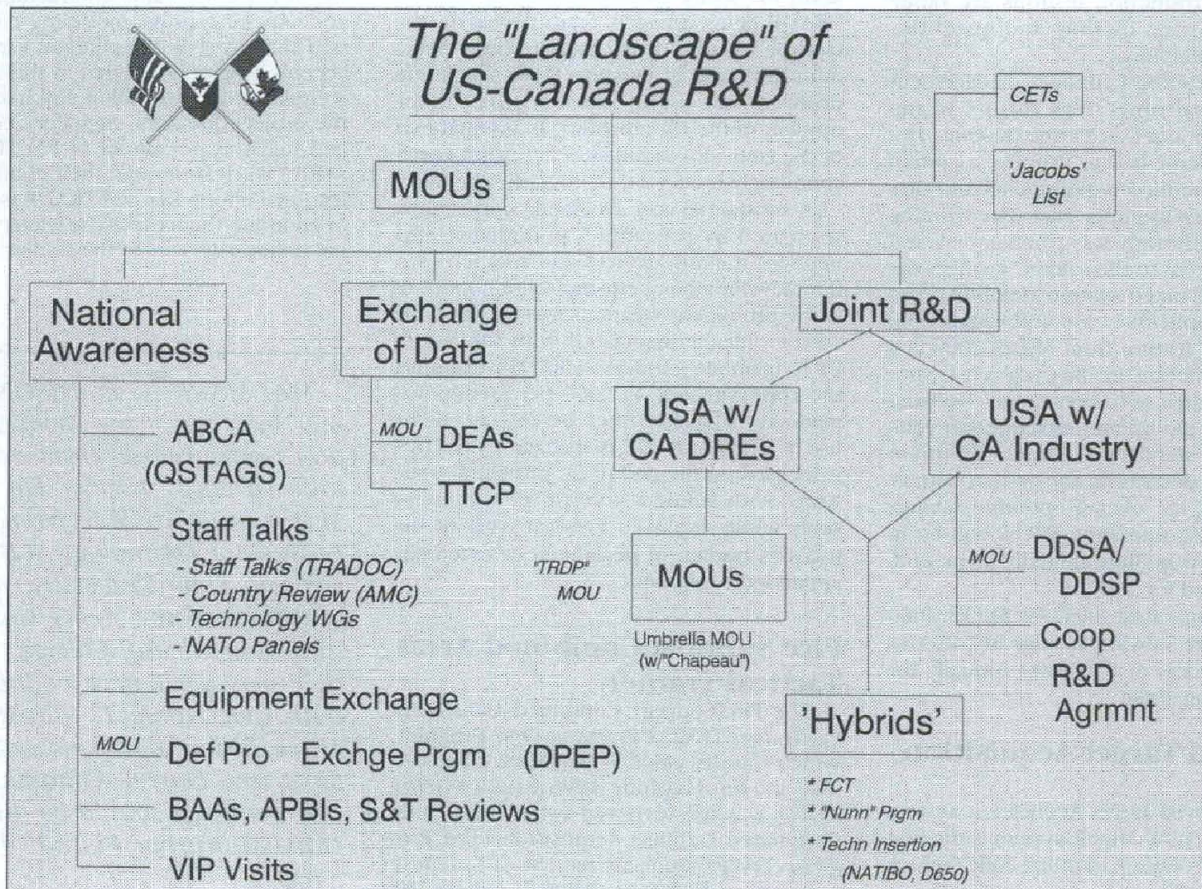 The "Landscape" of
US-Canada R&D
CETs
'Jacobs'
List
MOUs
National
Awareness
ABCA
(QSTAGS)
Staff Talks
- Staff Talks (TRADOC)
- Country Review (AMC)
- Technology WGs
- NATO Panels
Equipment Exchange
MOU Def Pro Exchge Prgm (DPEP)
BAAs, APBIs, S&T Reviews
VIP Visits
Exchange
of Data
MOU DEAs
TTCP
Joint R&D
USA w/
CA DREs
"TRDP"
MOU
MOUs
Umbrella MOU
(w/"Chapeau")
USA w/
CA Industry
MOU DDSA/
DDSP
Coop
R&D
Agrmnt
'Hybrids'
* FCT
* "Nunn" Prgm
* Techn Insertion
(NATIBO, D650)